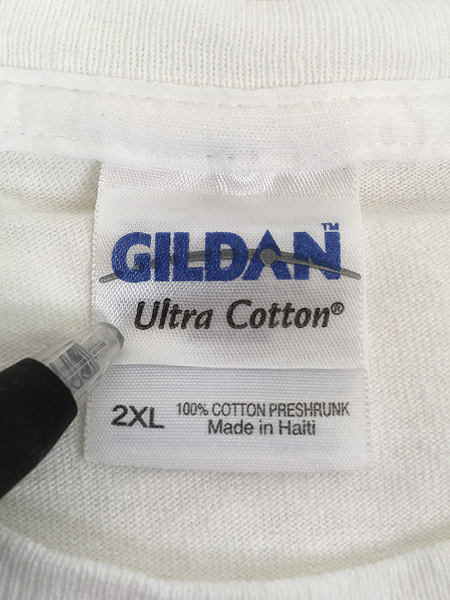 GILDAN™
Ultra Cotton®
2XL
100% COTTON PRESHRUNK
Made in Haiti